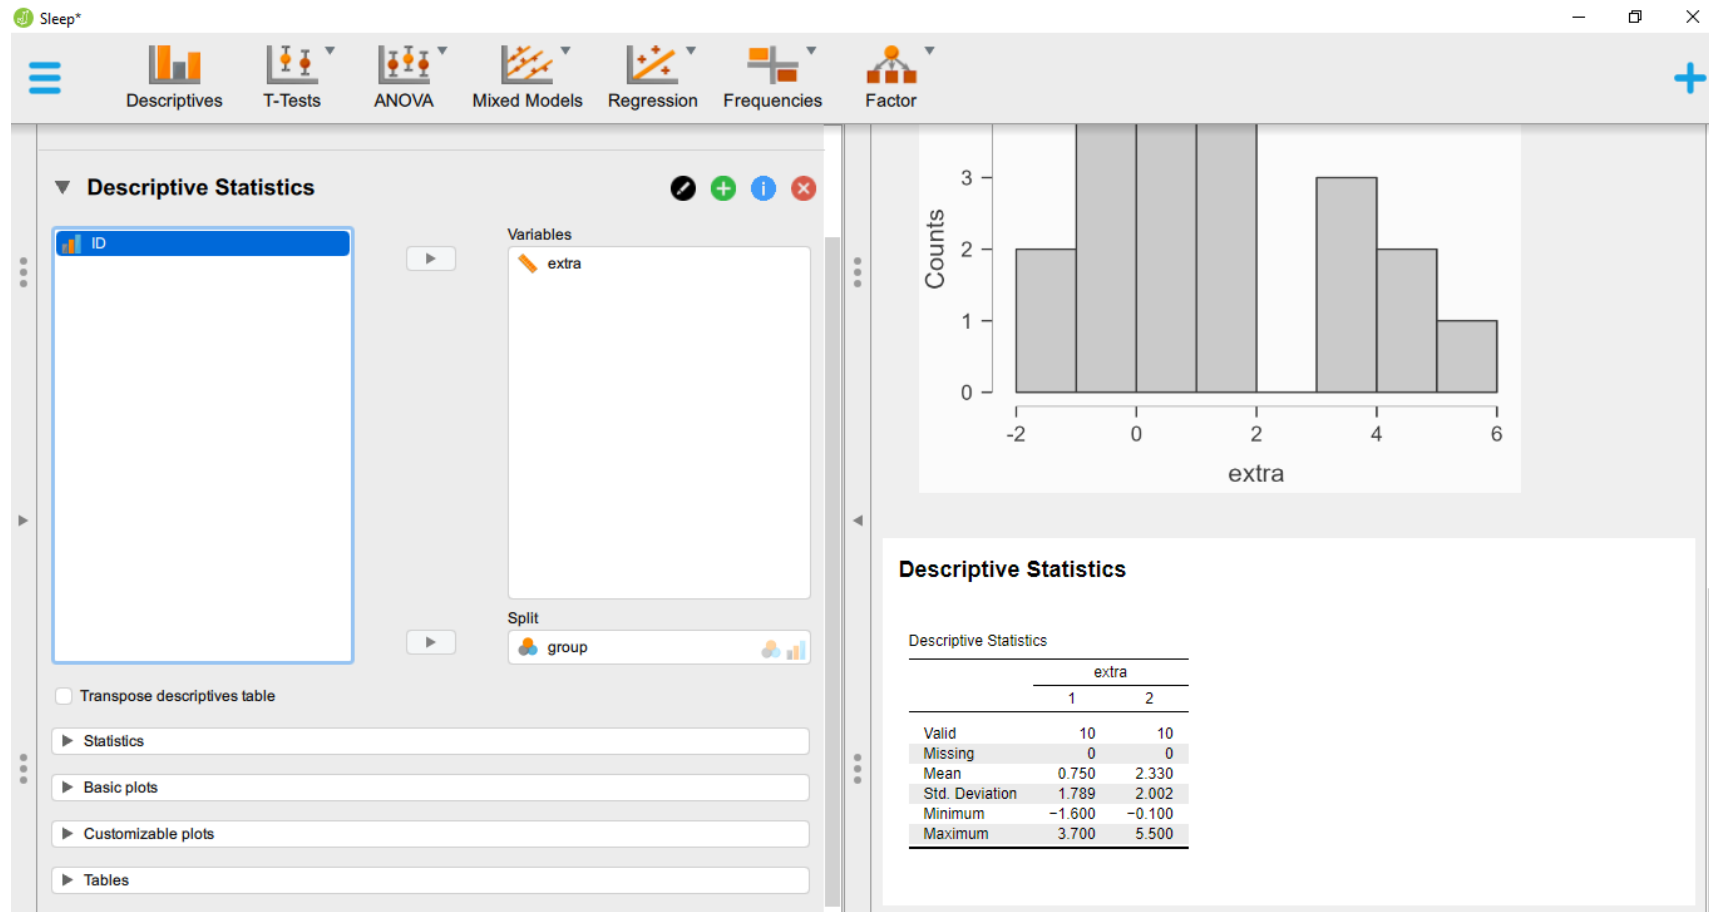 Sleep*
Descriptives T-Tests ANOVA Mixed Models Regression Frequencies Factor
Descriptive Statistics
ID
Variables
extra
Split
group
Transpose descriptives table
Statistics
Basic plots
Customizable plots
Tables
3
2
1
0
Counts
-2 0 2 4 6
extra
Descriptive Statistics
Descriptive Statistics
extra
1 2
Valid 10 10
Missing 0 0
Mean 0.750 2.330
Std. Deviation 1.789 2.002
Minimum −1.600 −0.100
Maximum 3.700 5.500